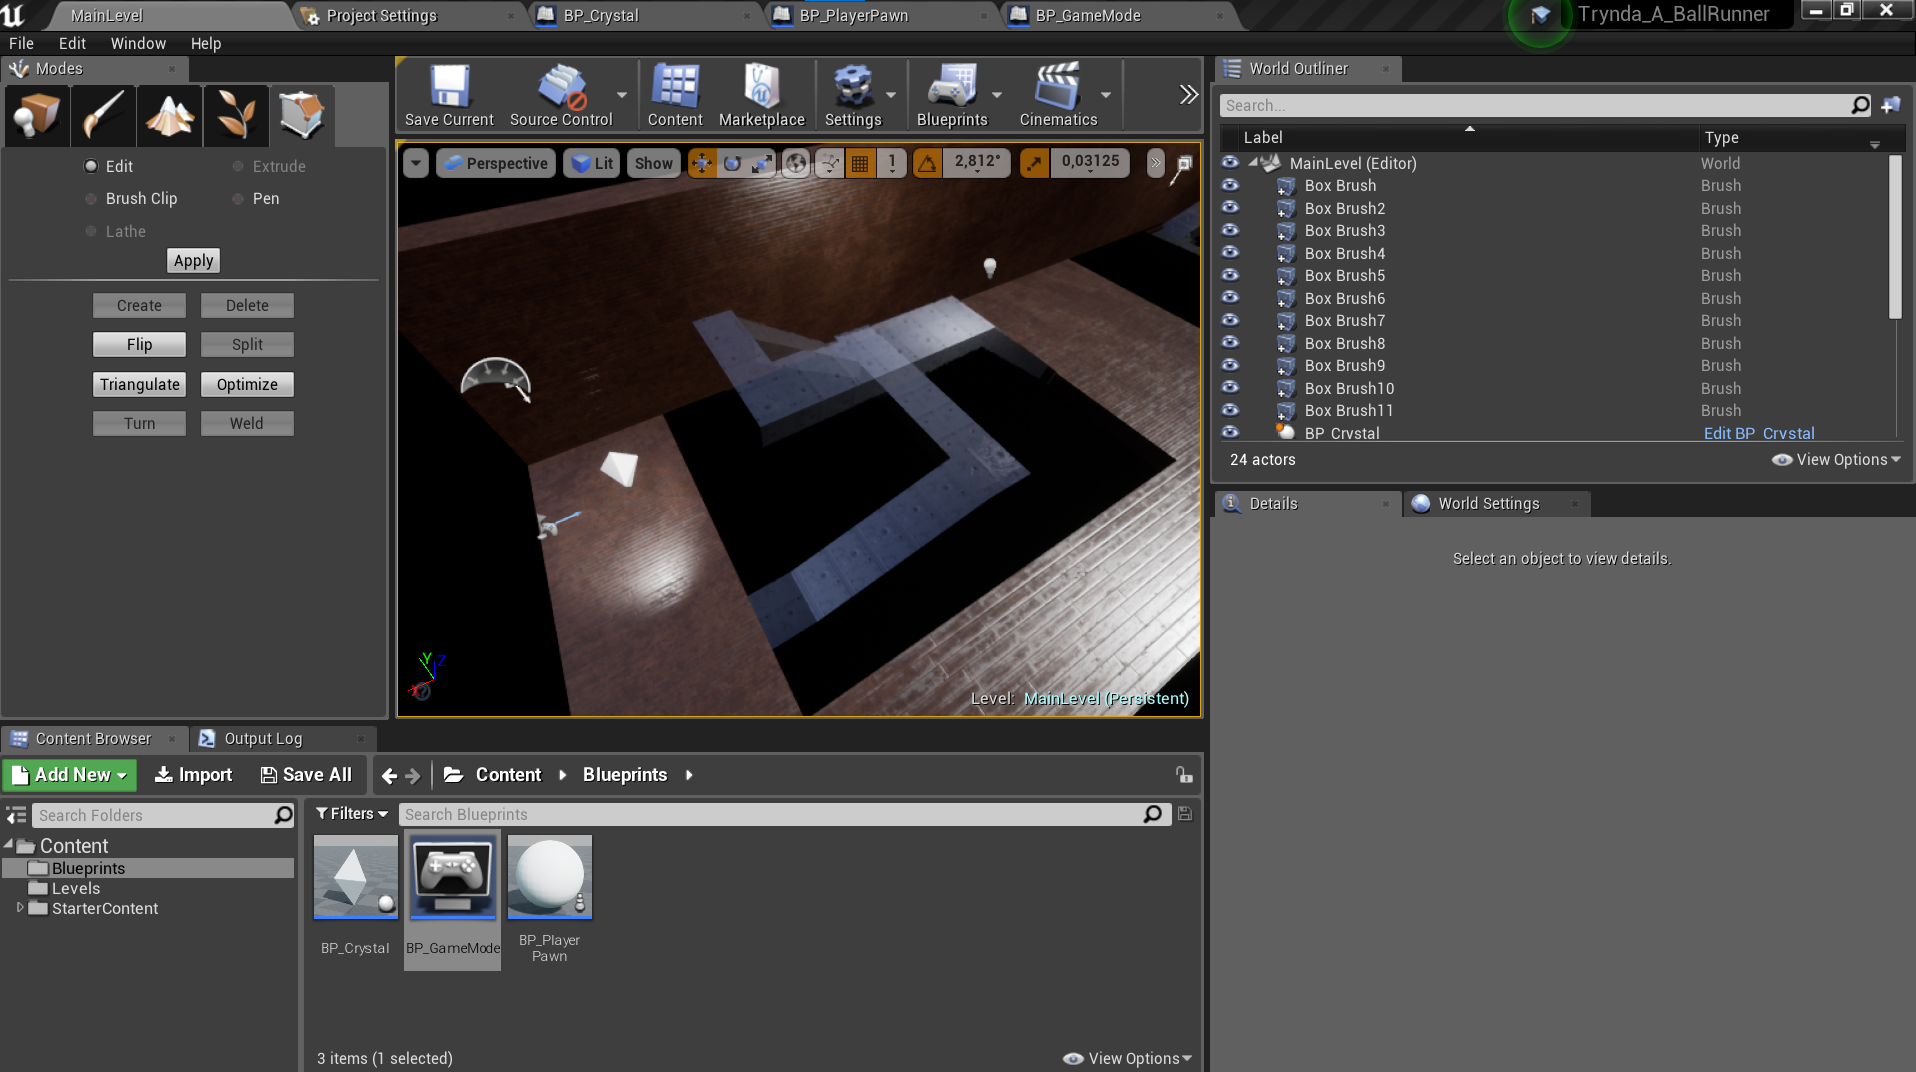 MainLevel
Project Settings
BP_Crystal
BP_PlayerPawn
BP_GameMode
Trynda_A_BallRunner
File Edit Window Help
Modes
Edit
Extrude
Brush Clip
Pen
Lathe
Apply
Create
Delete
Flip
Split
Triangulate
Optimize
Turn
Weld
Save Current
Source Control
Content
Marketplace
Settings
Blueprints
Cinematics
Perspective
Lit
Show
1
2,812°
0,03125
Level: MainLevel (Persistent)
X
Y
Z
World Outliner
Search...
Label
Type
MainLevel (Editor) World
Box Brush Brush
Box Brush2 Brush
Box Brush3 Brush
Box Brush4 Brush
Box Brush5 Brush
Box Brush6 Brush
Box Brush7 Brush
Box Brush8 Brush
Box Brush9 Brush
Box Brush10 Brush
Box Brush11 Brush
BP_Crystal Edit BP_Crystal
24 actors
View Options
Details
World Settings
Select an object to view details.
Content Browser
Output Log
Add New
Import
Save All
Content
Blueprints
Search Folders
Content
Blueprints
Levels
StarterContent
Filters
Search Blueprints
BP_Crystal
BP_GameMode
BP_Player
Pawn
3 items (1 selected)
View Options